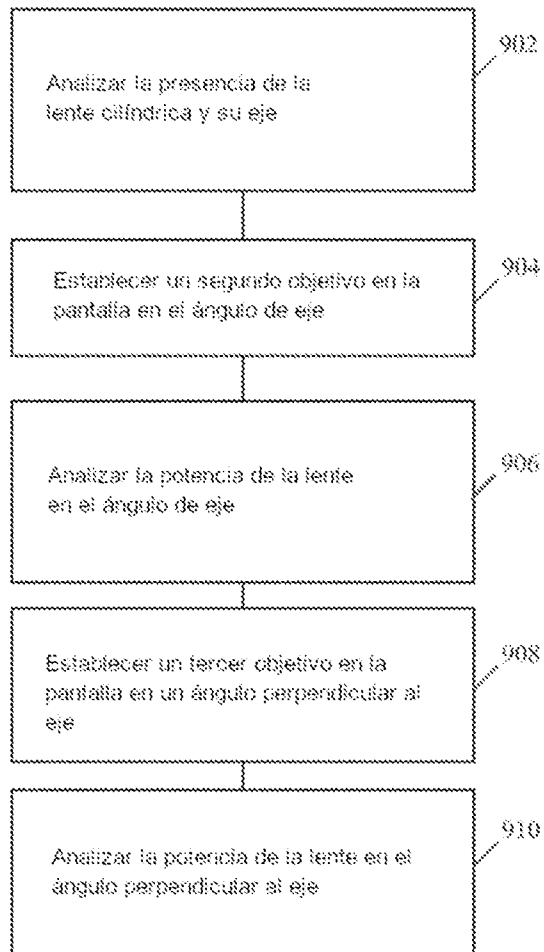 902
Analizar la presencia de la
lente cilíndrica y su eje
904
Establecer un segundo objetivo en la
pantalla en el ángulo de eje
906
Analizar la potencia de la lente
en el ángulo de eje
908
Establecer un tercer objetivo en la
pantalla en un ángulo perpendicular al
eje
910
Analizar la potencia de la lente en el
ángulo perpendicular al eje